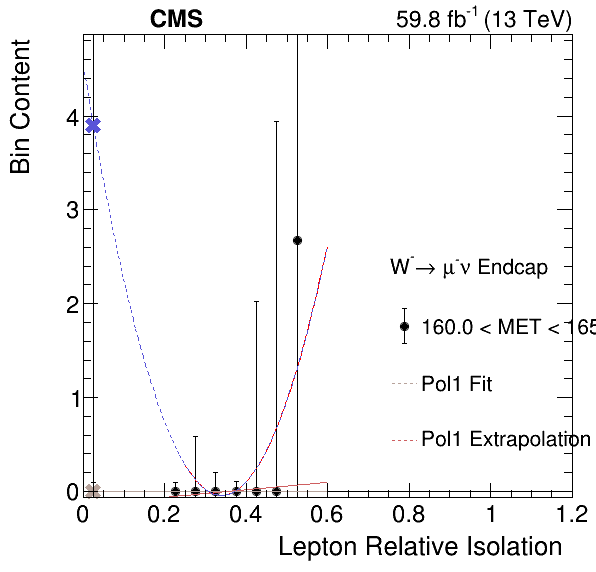 CMS
59.8 fb⁻¹ (13 TeV)
Bin Content
4
3
2
1
0
W⁻→ μ⁻ν Endcap
160.0 < MET < 165
Pol1 Fit
Pol1 Extrapolation
0 0.2 0.4 0.6 0.8 1 1.2
Lepton Relative Isolation